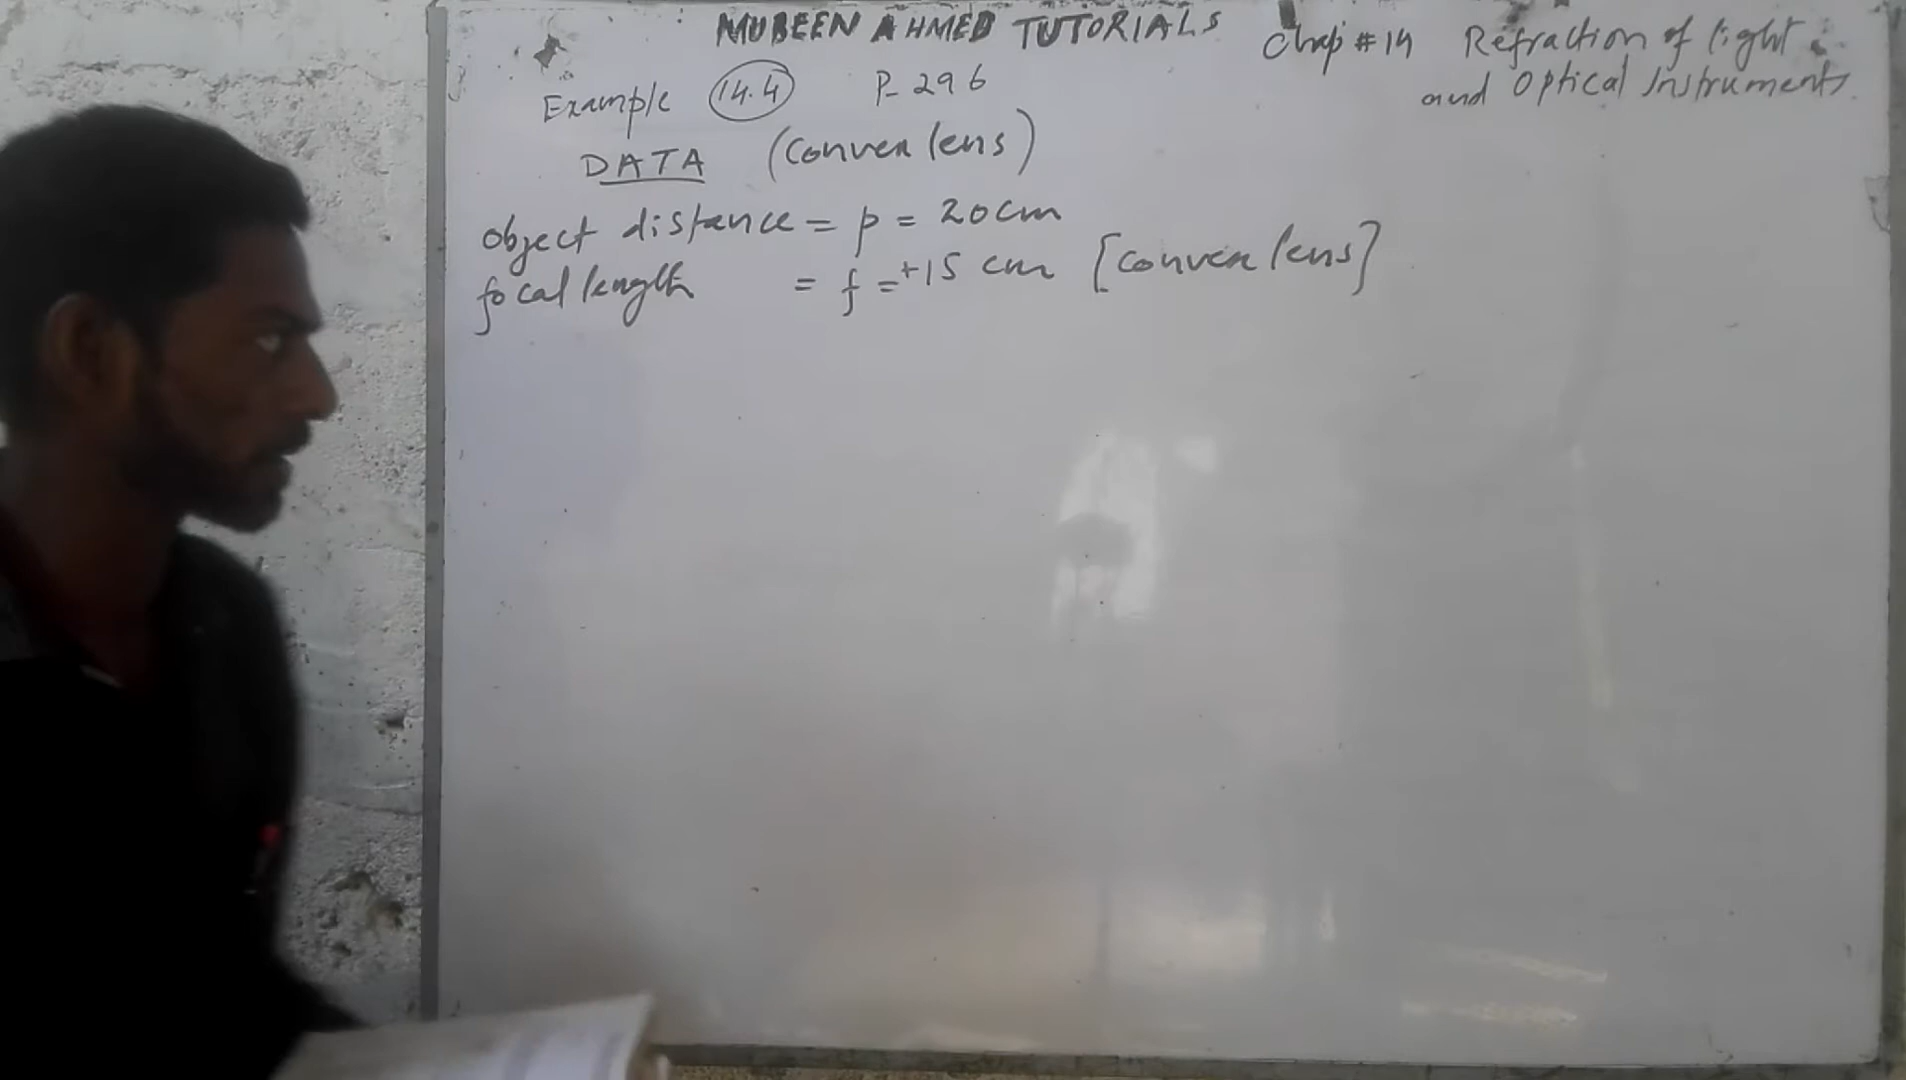 MUBEEN AHMED TUTORIALS
Chap # 14 Refraction of light
and Optical Instruments
Example 14.4 P-296
DATA (Convex lens)
object distance = p = 20cm
focal length = f = +15 cm [convex lens]